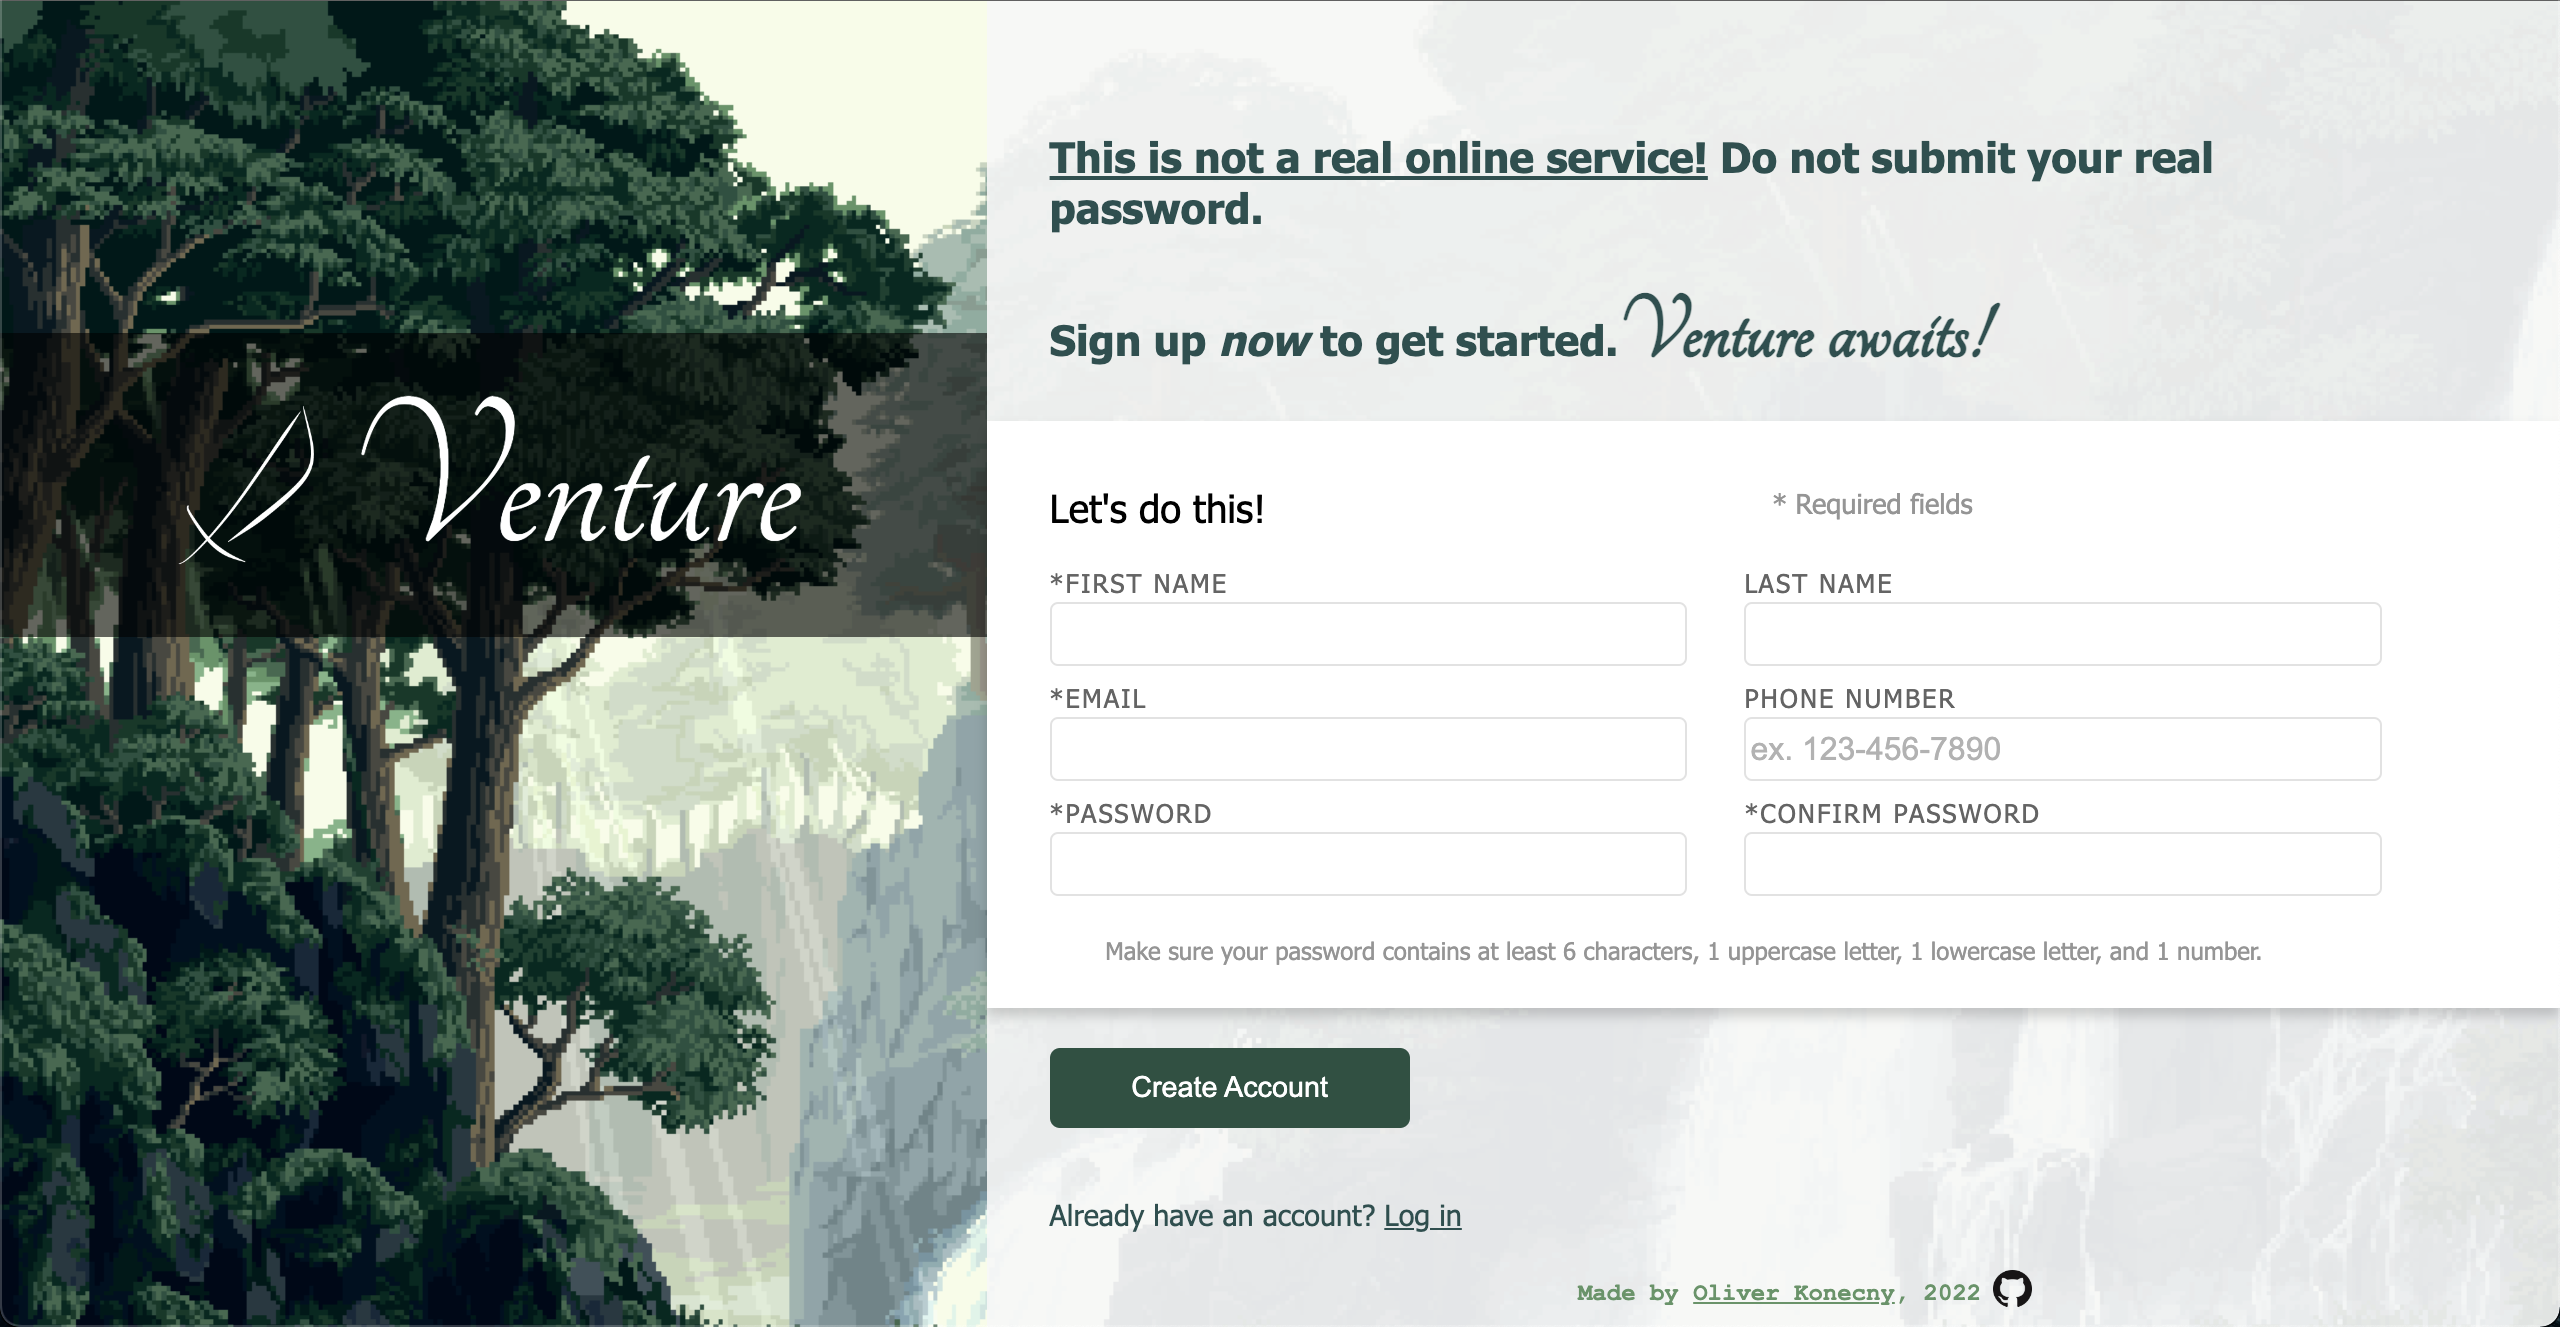 Venture
This is not a real online service! Do not submit your real
password.
Sign up now to get started. Venture awaits!
Let's do this!
* Required fields
*FIRST NAME
LAST NAME
*EMAIL
PHONE NUMBER
ex. 123-456-7890
*PASSWORD
*CONFIRM PASSWORD
Make sure your password contains at least 6 characters, 1 uppercase letter, 1 lowercase letter, and 1 number.
Create Account
Already have an account? Log in
Made by Oliver Konecny, 2022